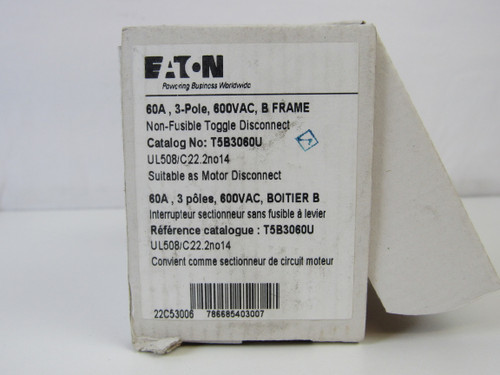 EATON
Powering Business Worldwide
60A , 3-Pole, 600VAC, B FRAME
Non-Fusible Toggle Disconnect
Catalog No: T5B3060U
UL508/C22.2no14
Suitable as Motor Disconnect
60A , 3 pôles, 600VAC, BOITIER B
Interrupteur sectionneur sans fusible à levier
Référence catalogue : T5B3060U
UL508/C22.2no14
Convient comme sectionneur de circuit moteur
22C53006 786685403007